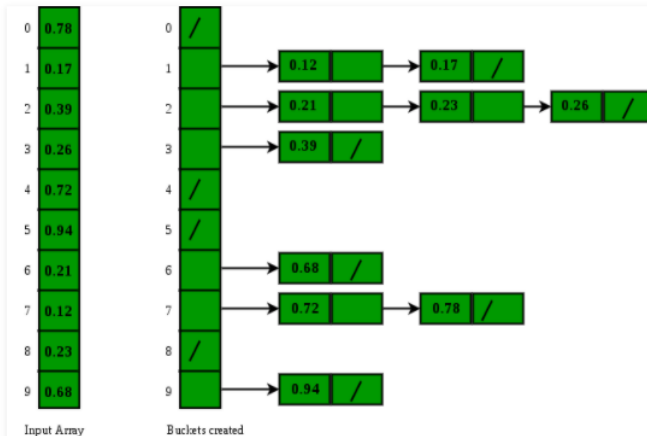 0 0.78 0 /
1 0.17 1 0.12 0.17 /
2 0.39 2 0.21 0.23 0.26 /
3 0.26 3 0.39 /
4 0.72 4 /
5 0.94 5 /
6 0.21 6 0.68 /
7 0.12 7 0.72 0.78 /
8 0.23 8 /
9 0.68 9 0.94 /
Input Array Buckets created